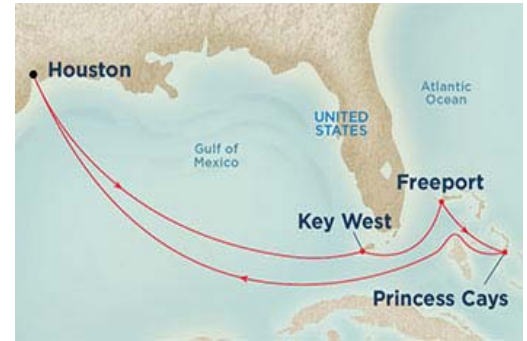 Houston
Atlantic
Ocean
UNITED
STATES
Gulf of
Mexico
Freeport
Key West
Princess Cays